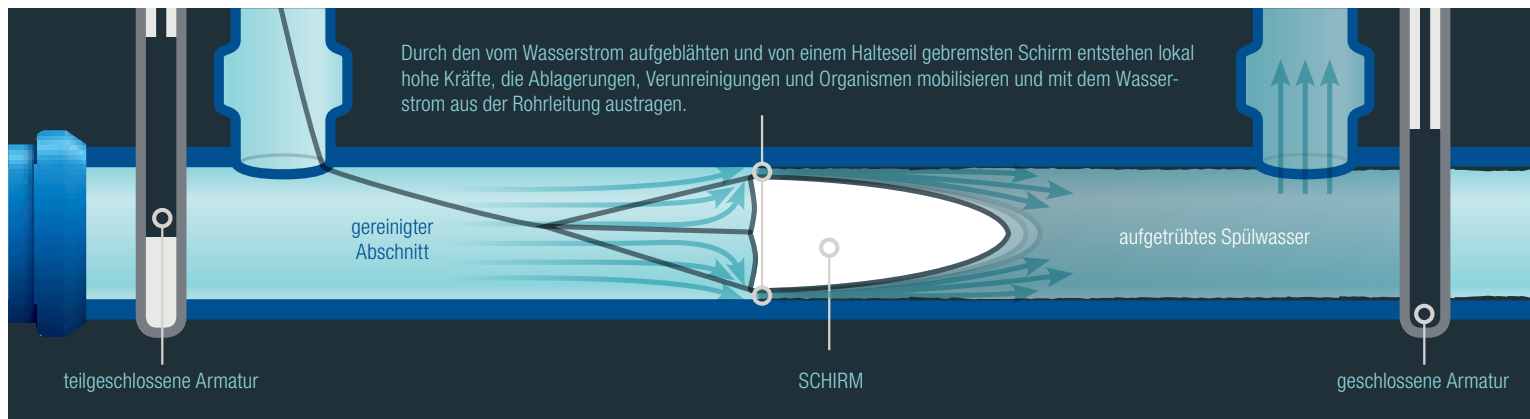 Durch den vom Wasserstrom aufgeblähten und von einem Halteseil gebremsten Schirm entstehen lokal
hohe Kräfte, die Ablagerungen, Verunreinigungen und Organismen mobilisieren und mit dem Wasser-
strom aus der Rohrleitung austragen.
gereinigter
Abschnitt
aufgetrübtes Spülwasser
teilgeschlossene Armatur
SCHIRM
geschlossene Armatur